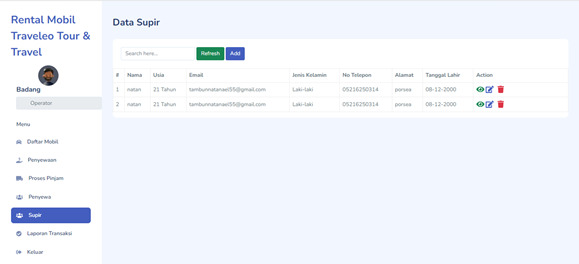 Rental Mobil
Traveleo Tour &
Travel
Badang
Operator
Menu
Daftar Mobil
Penyewaan
Proses Pinjam
Penyewa
Supir
Laporan Transaksi
Keluar
Data Supir
Search here...
Refresh
Add
# Nama Usia Email Jenis Kelamin No Telepon Alamat Tanggal Lahir Action
1 natan 21 Tahun tambunnatanael55@gmail.com Laki-laki 05216250314 porsea 08-12-2000
2 natan 21 Tahun tambunnatanael55@gmail.com Laki-laki 05216250314 porsea 08-12-2000